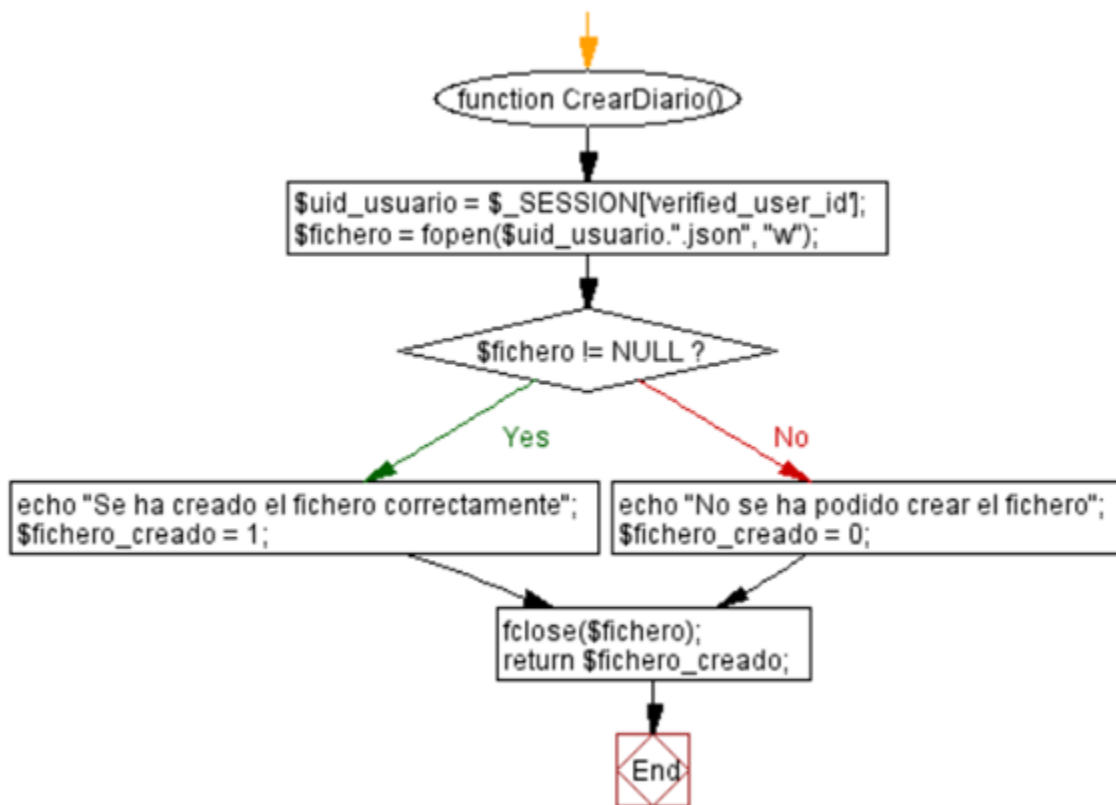 function CrearDiario()
$uid_usuario = $_SESSION['verified_user_id'];
$fichero = fopen($uid_usuario.".json", "w");
$fichero != NULL ?
Yes
No
echo "Se ha creado el fichero correctamente";
$fichero_creado = 1;
echo "No se ha podido crear el fichero";
$fichero_creado = 0;
fclose($fichero);
return $fichero_creado;
End